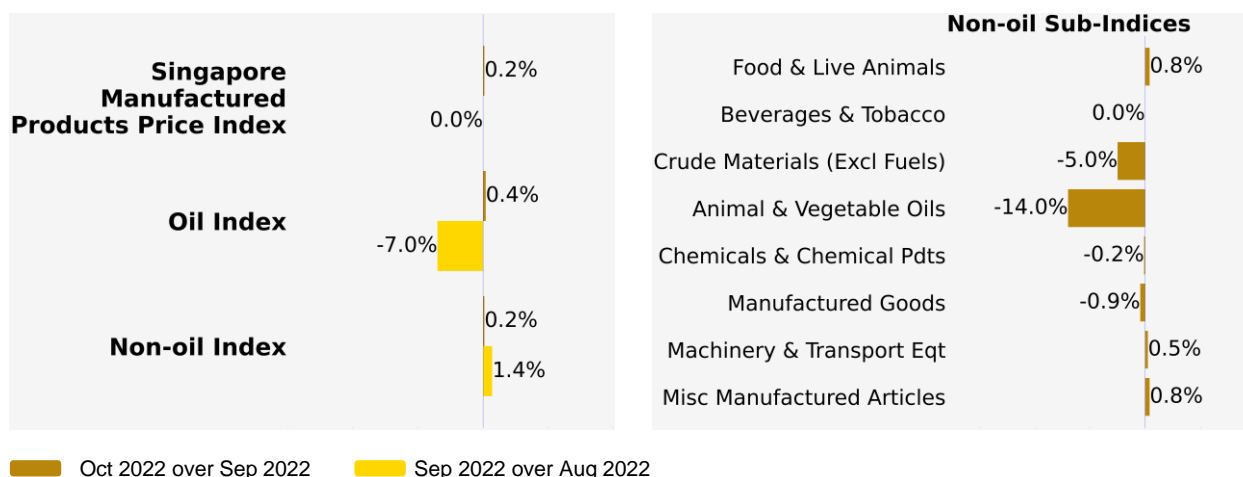 Singapore
Manufactured
Products Price Index
0.2%
0.0%
Oil Index
0.4%
-7.0%
Non-oil Index
0.2%
1.4%
Non-oil Sub-Indices
Food & Live Animals 0.8%
Beverages & Tobacco 0.0%
Crude Materials (Excl Fuels) -5.0%
Animal & Vegetable Oils -14.0%
Chemicals & Chemical Pdts -0.2%
Manufactured Goods -0.9%
Machinery & Transport Eqt 0.5%
Misc Manufactured Articles 0.8%
Oct 2022 over Sep 2022 Sep 2022 over Aug 2022